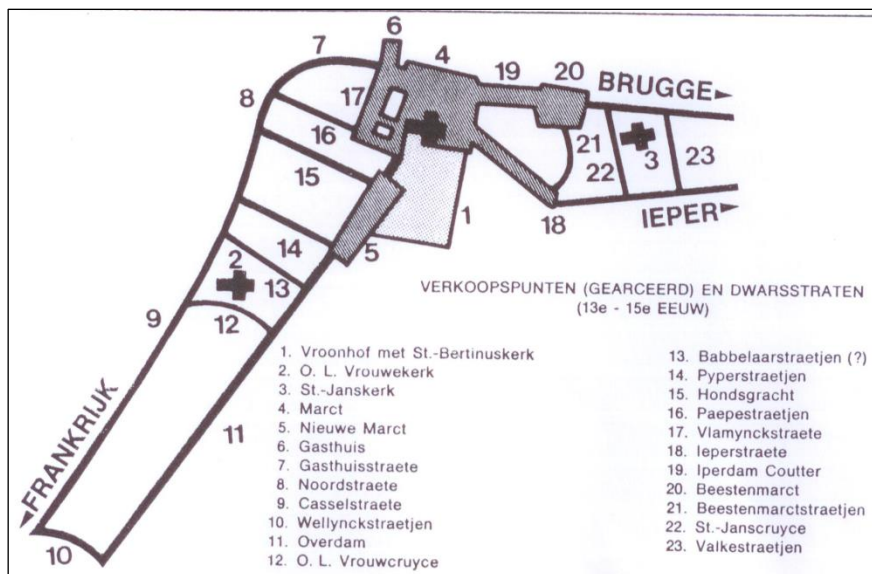 6
7
4
19
20
BRUGGE
8
17
16
21
3
23
15
22
1
18
IEPER
14
5
2
13
VERKOOPSPUNTEN (GEARCEERD) EN DWARSSTRATEN
(13e - 15e EEUW)
9
12
11
FRANKRIJK
10
1. Vroonhof met St.-Bertinuskerk
2. O. L. Vrouwekerk
3. St.-Janskerk
4. Marct
5. Nieuwe Marct
6. Gasthuis
7. Gasthuisstraete
8. Noordstraete
9. Casselstraete
10. Wellynckstraetjen
11. Overdam
12. O. L. Vrouwcruyce
13. Babbelaarstraetjen (?)
14. Pyperstraetjen
15. Hondsgracht
16. Paepestraetjen
17. Vlamynckstraete
18. Ieperstraete
19. Iperdam Coutter
20. Beestenmarct
21. Beestenmarctstraetjen
22. St.-Janscruyce
23. Valkestraetjen